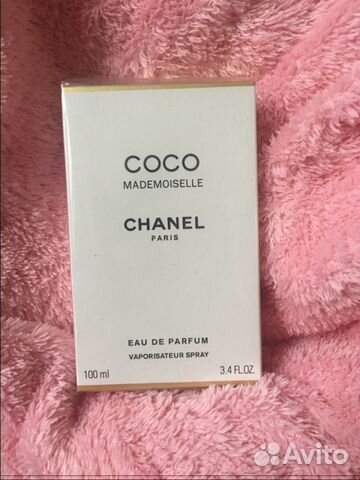 COCO
MADEMOISELLE
CHANEL
PARIS
EAU DE PARFUM
VAPORISATEUR SPRAY
100 ml 3.4 FL.OZ
Avito